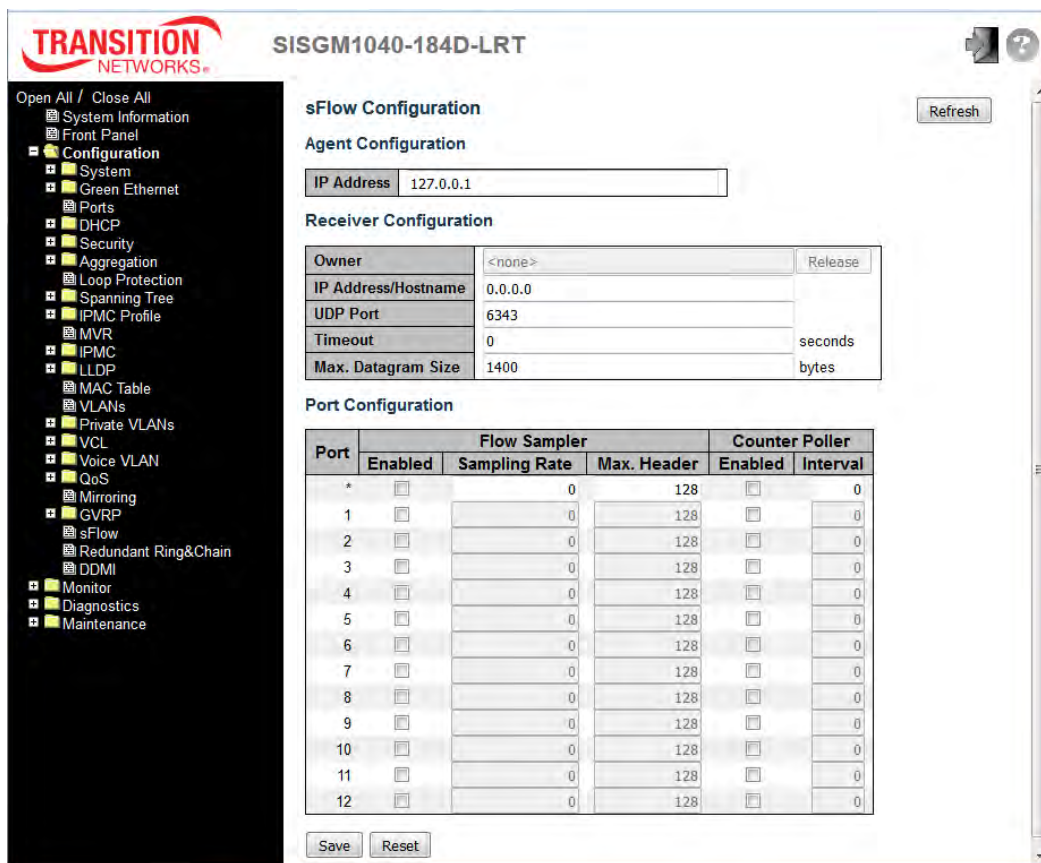 TRANSITION
NETWORKS®
SISGM1040-184D-LRT
?
Open All / Close All
System Information
Front Panel
Configuration
System
Green Ethernet
Ports
DHCP
Security
Aggregation
Loop Protection
Spanning Tree
IPMC Profile
MVR
IPMC
LLDP
MAC Table
VLANs
Private VLANs
VCL
Voice VLAN
QoS
Mirroring
GVRP
sFlow
Redundant Ring&Chain
DDMI
Monitor
Diagnostics
Maintenance
sFlow Configuration
Refresh
Agent Configuration
IP Address 127.0.0.1
Receiver Configuration
Owner <none> Release
IP Address/Hostname 0.0.0.0
UDP Port 6343
Timeout 0 seconds
Max. Datagram Size 1400 bytes
Port Configuration
Port Flow Sampler Counter Poller
Enabled Sampling Rate Max. Header Enabled Interval
* 0 128 0
1 0 128 0
2 0 128 0
3 0 128 0
4 0 128 0
5 0 128 0
6 0 128 0
7 0 128 0
8 0 128 0
9 0 128 0
10 0 128 0
11 0 128 0
12 0 128 0
Save Reset